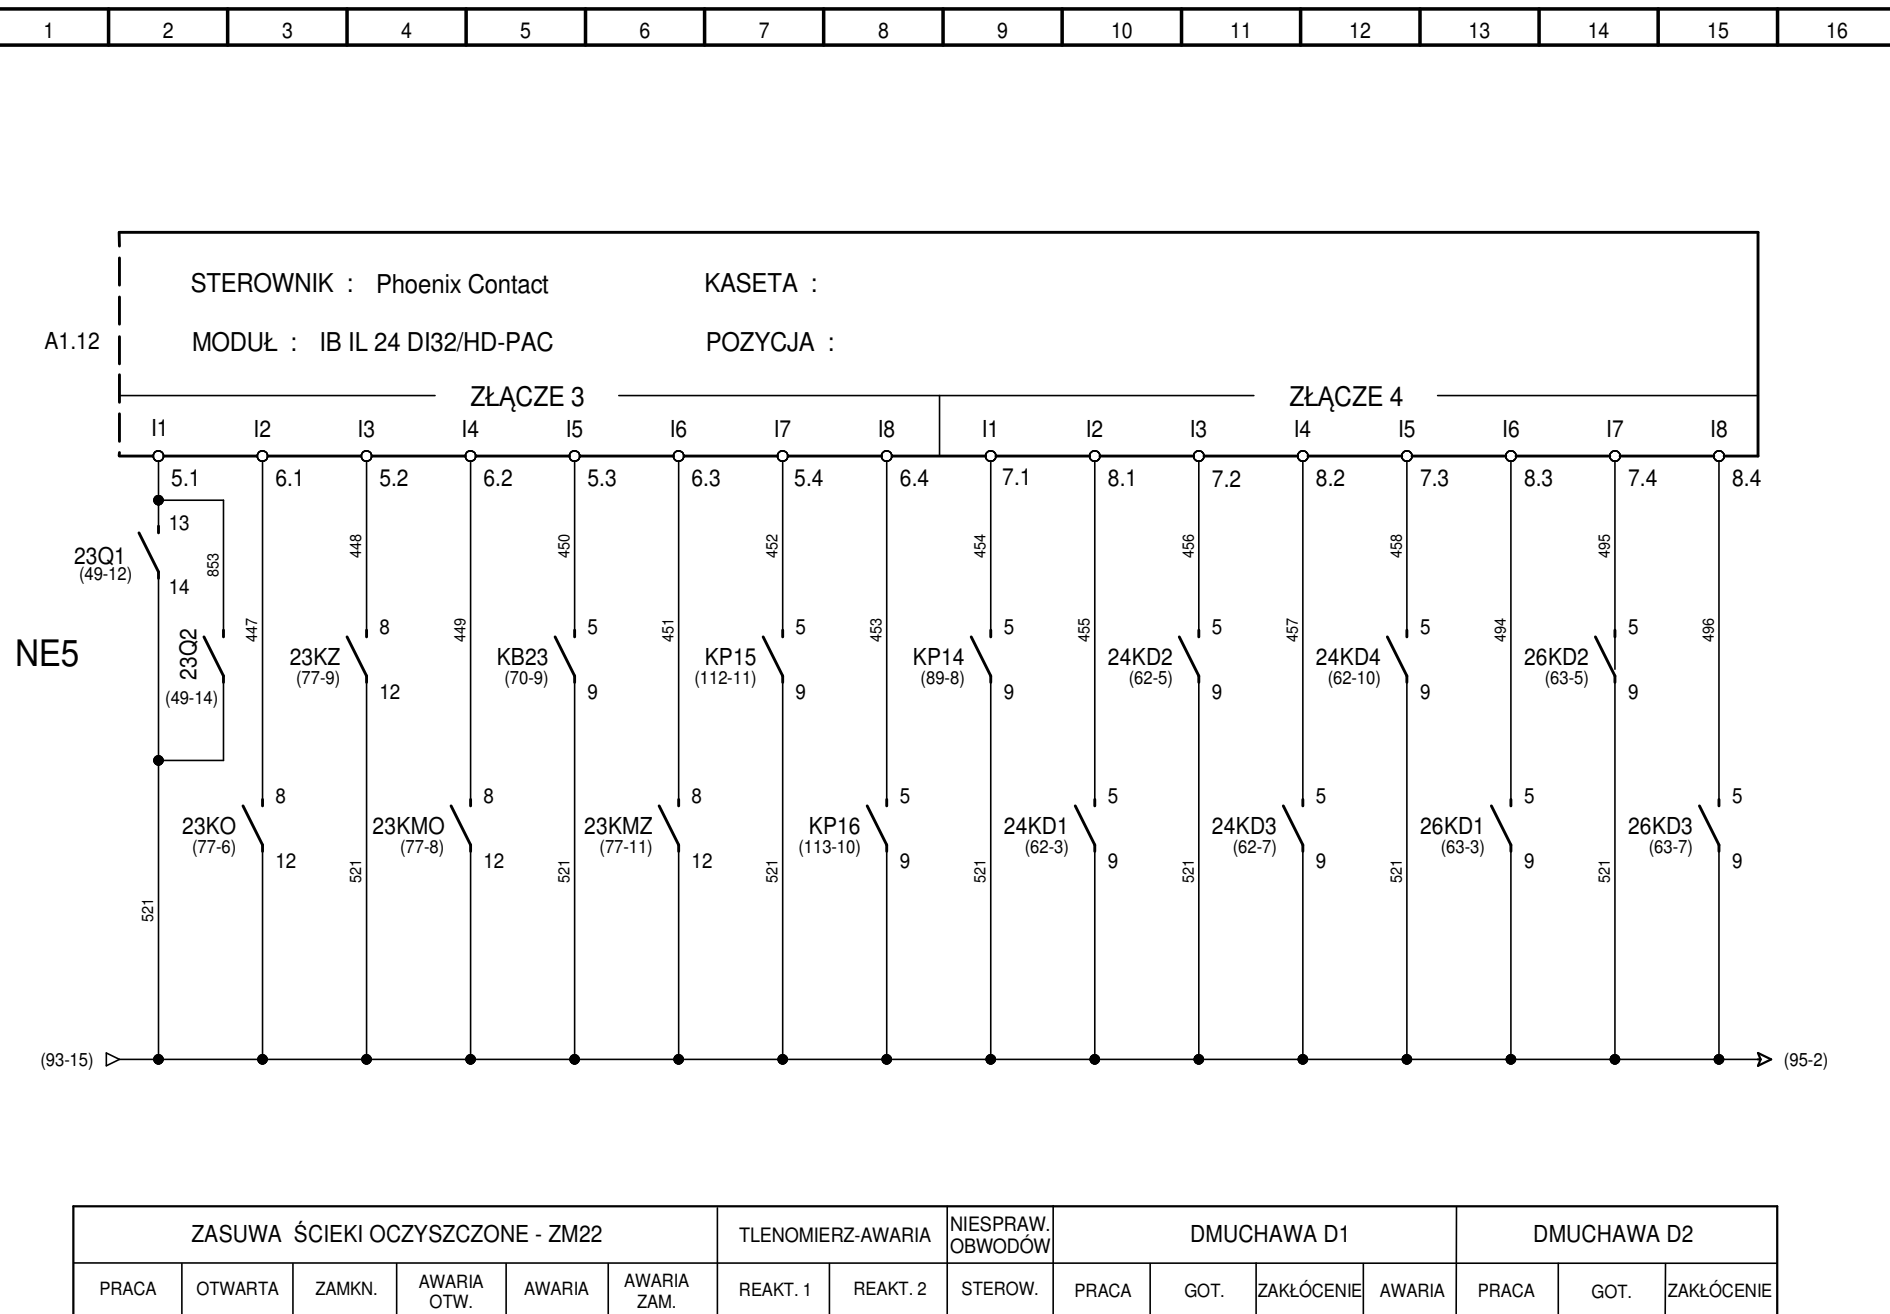 1 2 3 4 5 6 7 8 9 10 11 12 13 14 15 16
STEROWNIK : Phoenix Contact KASETA :
A1.12 MODUŁ : IB IL 24 DI32/HD-PAC POZYCJA :
ZŁĄCZE 3 ZŁĄCZE 4
I1 I2 I3 I4 I5 I6 I7 I8 I1 I2 I3 I4 I5 I6 I7 I8
5.1 6.1 5.2 6.2 5.3 6.3 5.4 6.4 7.1 8.1 7.2 8.2 7.3 8.3 7.4 8.4
13
23Q1 853 448 450 452 454 456 458 495
(49-12)
14
447 8 449 5 451 5 453 5 455 5 457 5 494 5 496
NE5 23Q2 23KZ KB23 KP15 KP14 24KD2 24KD4 26KD2
(49-14) (77-9) (70-9) (112-11) (89-8) (62-5) (62-10) (63-5)
12 9 9 9 9 9 9
8 8 8 5 5 5 5 5
23KO 23KMO 23KMZ KP16 24KD1 24KD3 26KD1 26KD3
(77-6) (77-8) (77-11) (113-10) (62-3) (62-7) (63-3) (63-7)
12 12 12 9 9 9 9 9
521 521 521 521 521 521 521 521
(93-15) (95-2)
ZASUWA ŚCIEKI OCZYSZCZONE - ZM22 TLENOMIERZ-AWARIA NIESPRAW. OBWODÓW DMUCHAWA D1 DMUCHAWA D2
PRACA OTWARTA ZAMKN. AWARIA OTW. AWARIA AWARIA ZAM. REAKT. 1 REAKT. 2 STEROW. PRACA GOT. ZAKŁÓCENIE AWARIA PRACA GOT. ZAKŁÓCENIE